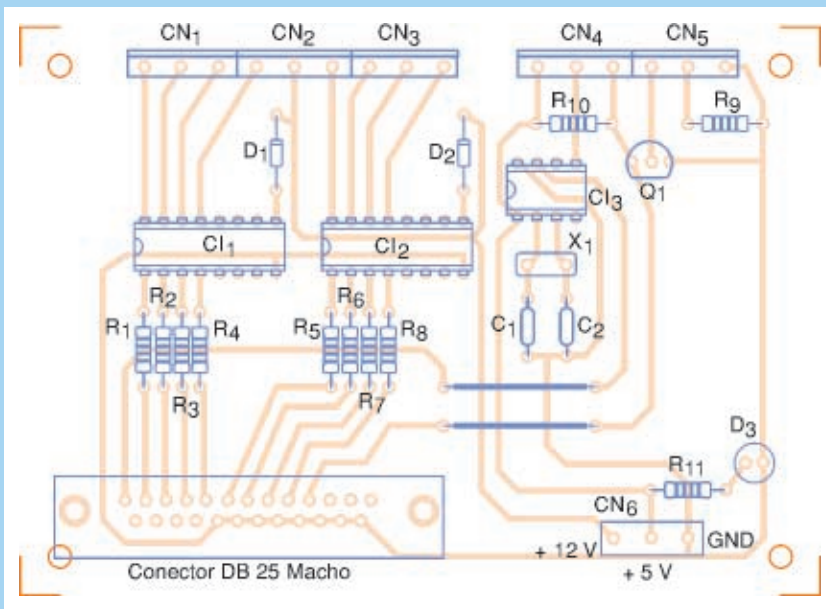 CN1 CN2 CN3 CN4 CN5
R10 R9
D1 D2
CI3 Q1
CI1 CI2 X1
R2 R6
R1 R4 R5 R8 C1 C2
R3 R7
D3
R11
CN6
GND
+ 12 V
Conector DB 25 Macho
+ 5 V